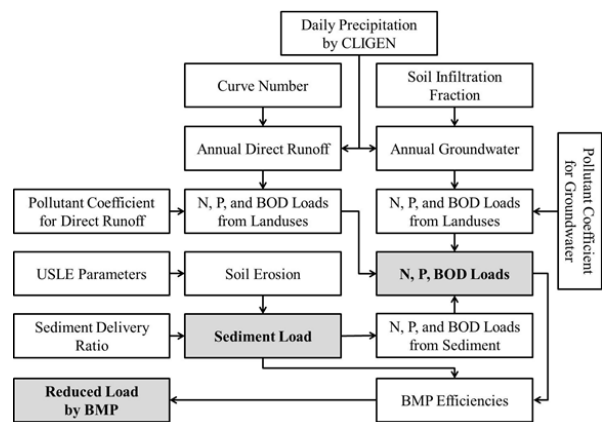 Daily Precipitation
by CLIGEN
Curve Number
Soil Infiltration
Fraction
Annual Direct Runoff
Annual Groundwater
Pollutant Coefficient
for Groundwater
Pollutant Coefficient
for Direct Runoff
N, P, and BOD Loads
from Landuses
N, P, and BOD Loads
from Landuses
USLE Parameters
Soil Erosion
N, P, BOD Loads
Sediment Delivery
Ratio
Sediment Load
N, P, and BOD Loads
from Sediment
Reduced Load
by BMP
BMP Efficiencies